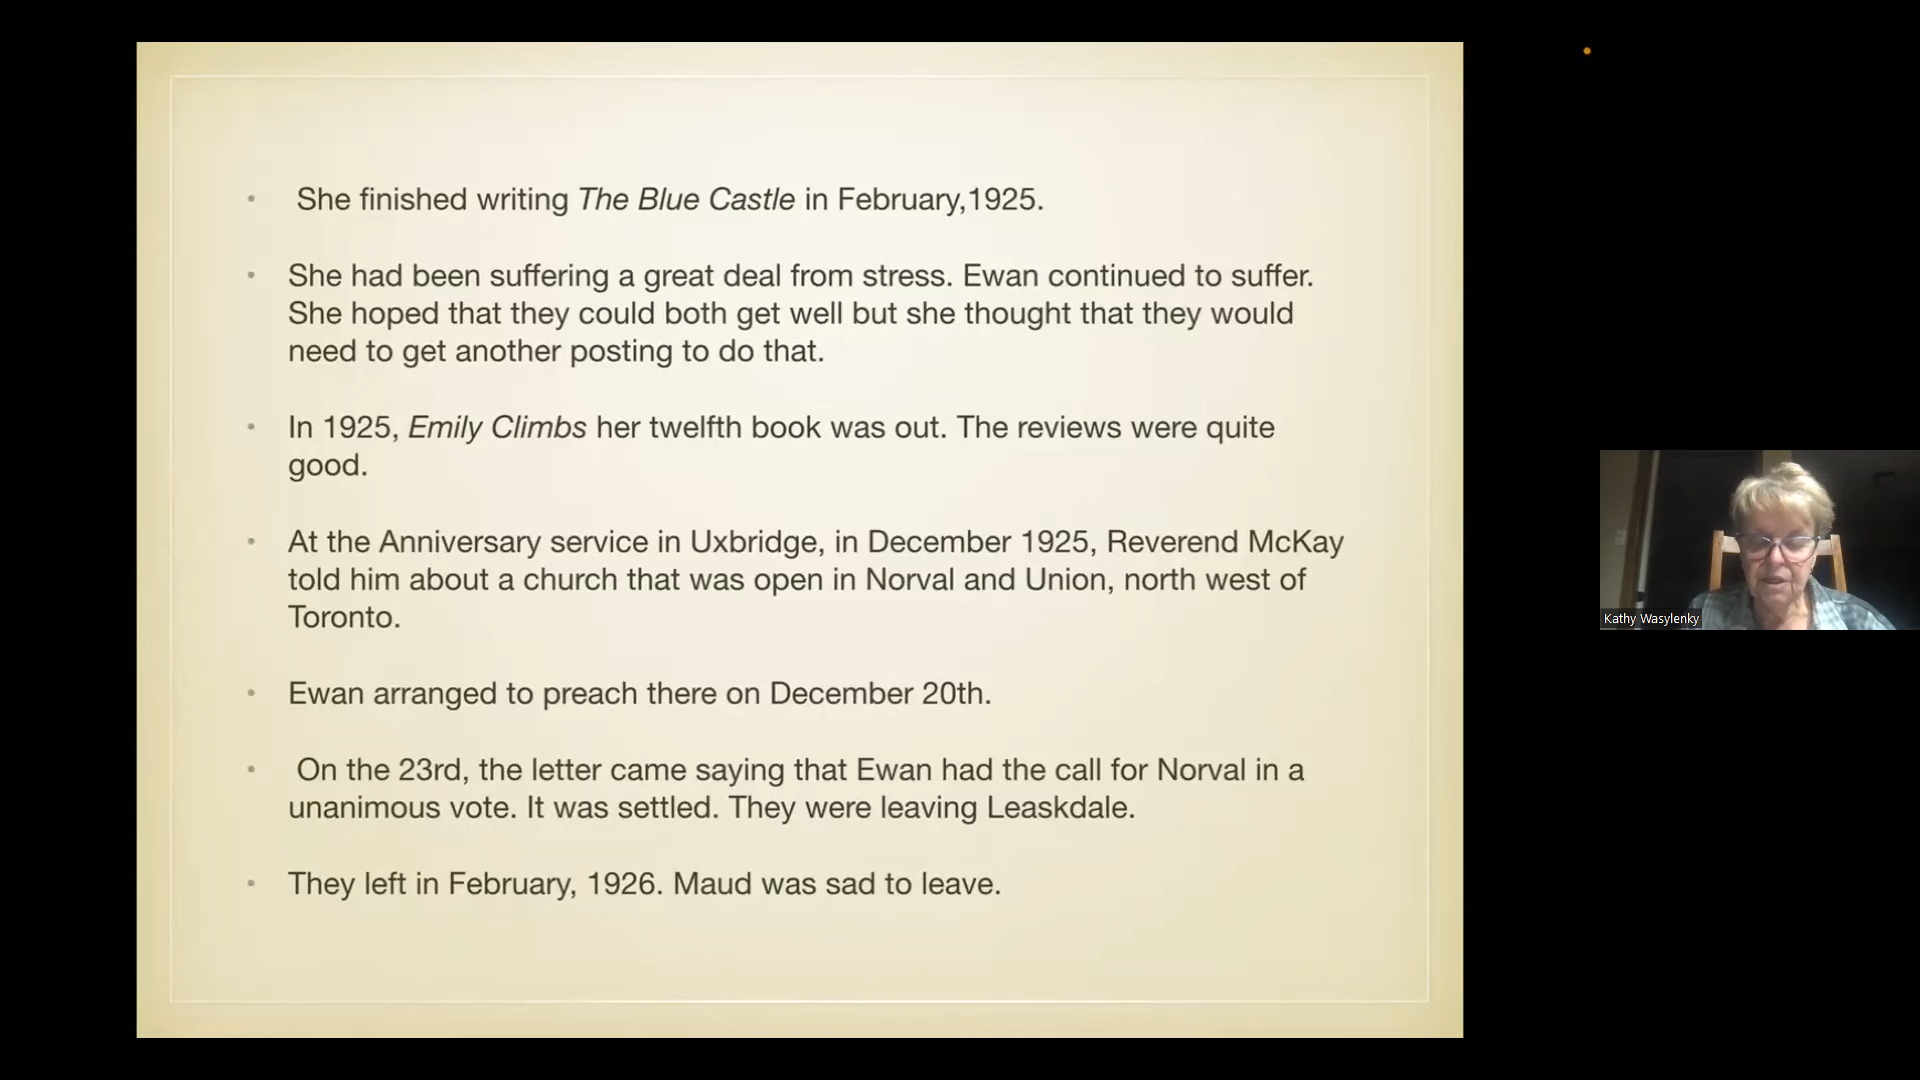 She finished writing The Blue Castle in February,1925.
She had been suffering a great deal from stress. Ewan continued to suffer.
She hoped that they could both get well but she thought that they would
need to get another posting to do that.
In 1925, Emily Climbs her twelfth book was out. The reviews were quite
good.
At the Anniversary service in Uxbridge, in December 1925, Reverend McKay
told him about a church that was open in Norval and Union, north west of
Toronto.
Ewan arranged to preach there on December 20th.
On the 23rd, the letter came saying that Ewan had the call for Norval in a
unanimous vote. It was settled. They were leaving Leaskdale.
They left in February, 1926. Maud was sad to leave.
Kathy Wasylenky